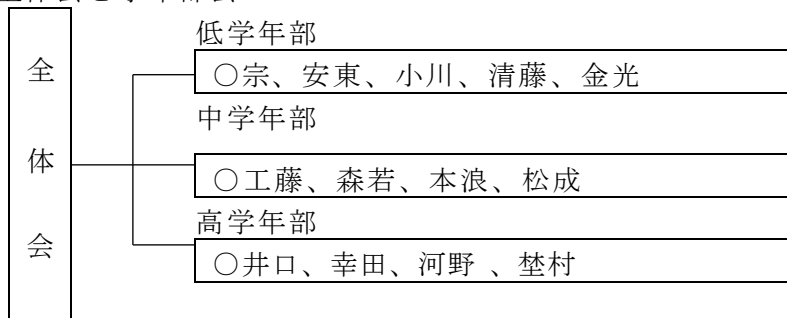 全体会と学年部会
全体会
低学年部
○宗、安東、小川、清藤、金光
中学年部
○工藤、森若、本浪、松成
高学年部
○井口、幸田、河野 、埜村